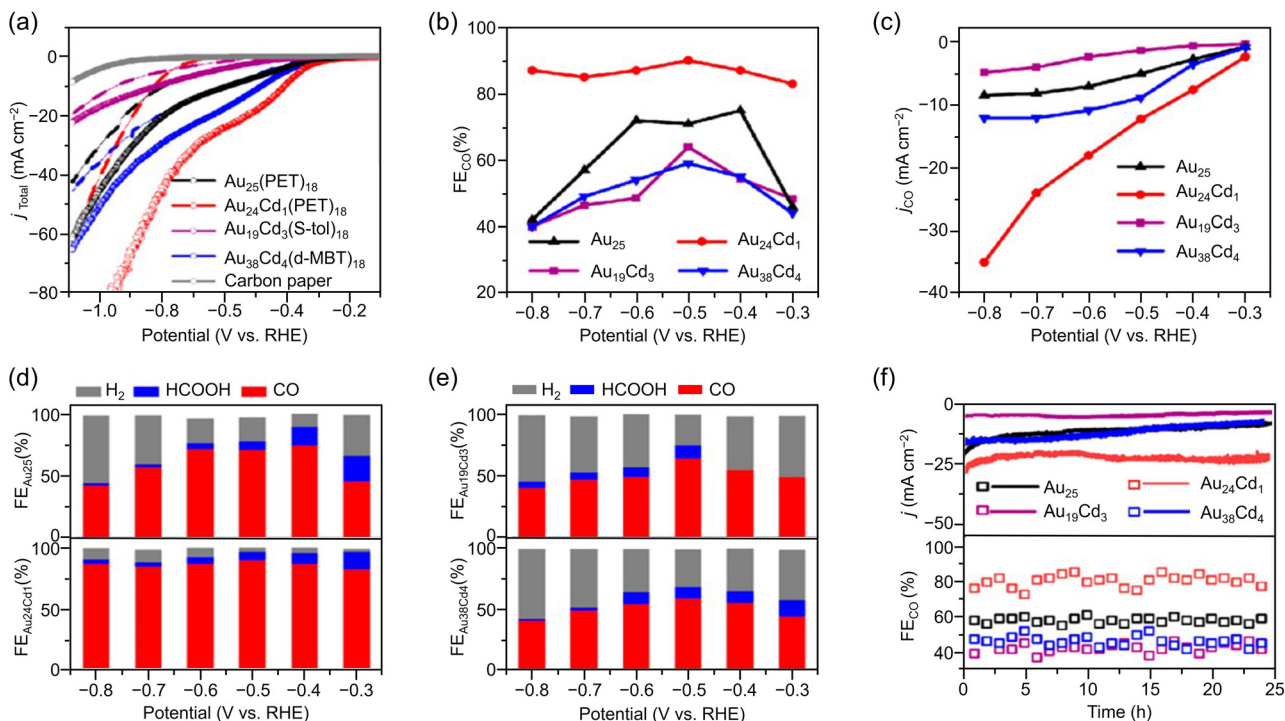 (a)
0
−20
−40
−60
−80
j Total (mA cm−2)
Au25(PET)18
Au24Cd1(PET)18
Au19Cd3(S-tol)18
Au38Cd4(d-MBT)18
Carbon paper
−1.0 −0.8 −0.6 −0.4 −0.2
Potential (V vs. RHE)
(b)
100
80
60
40
20
FECO(%)
Au25 Au24Cd1
Au19Cd3 Au38Cd4
−0.8 −0.7 −0.6 −0.5 −0.4 −0.3
Potential (V vs. RHE)
(c)
0
−10
−20
−30
−40
jCO (mA cm−2)
Au25
Au24Cd1
Au19Cd3
Au38Cd4
−0.8 −0.7 −0.6 −0.5 −0.4 −0.3
Potential (V vs. RHE)
(d)
H2 HCOOH CO
100
50
0
FEAu25(%)
100
50
0
FEAu24Cd1(%)
−0.8 −0.7 −0.6 −0.5 −0.4 −0.3
Potential (V vs. RHE)
(e)
H2 HCOOH CO
100
50
0
FEAu19Cd3(%)
100
50
0
FEAu38Cd4(%)
−0.8 −0.7 −0.6 −0.5 −0.4 −0.3
Potential (V vs. RHE)
(f)
0
−25
−50
j (mA cm−2)
Au25 Au24Cd1
Au19Cd3 Au38Cd4
100
80
60
40
FECO(%)
0 5 10 15 20 25
Time (h)